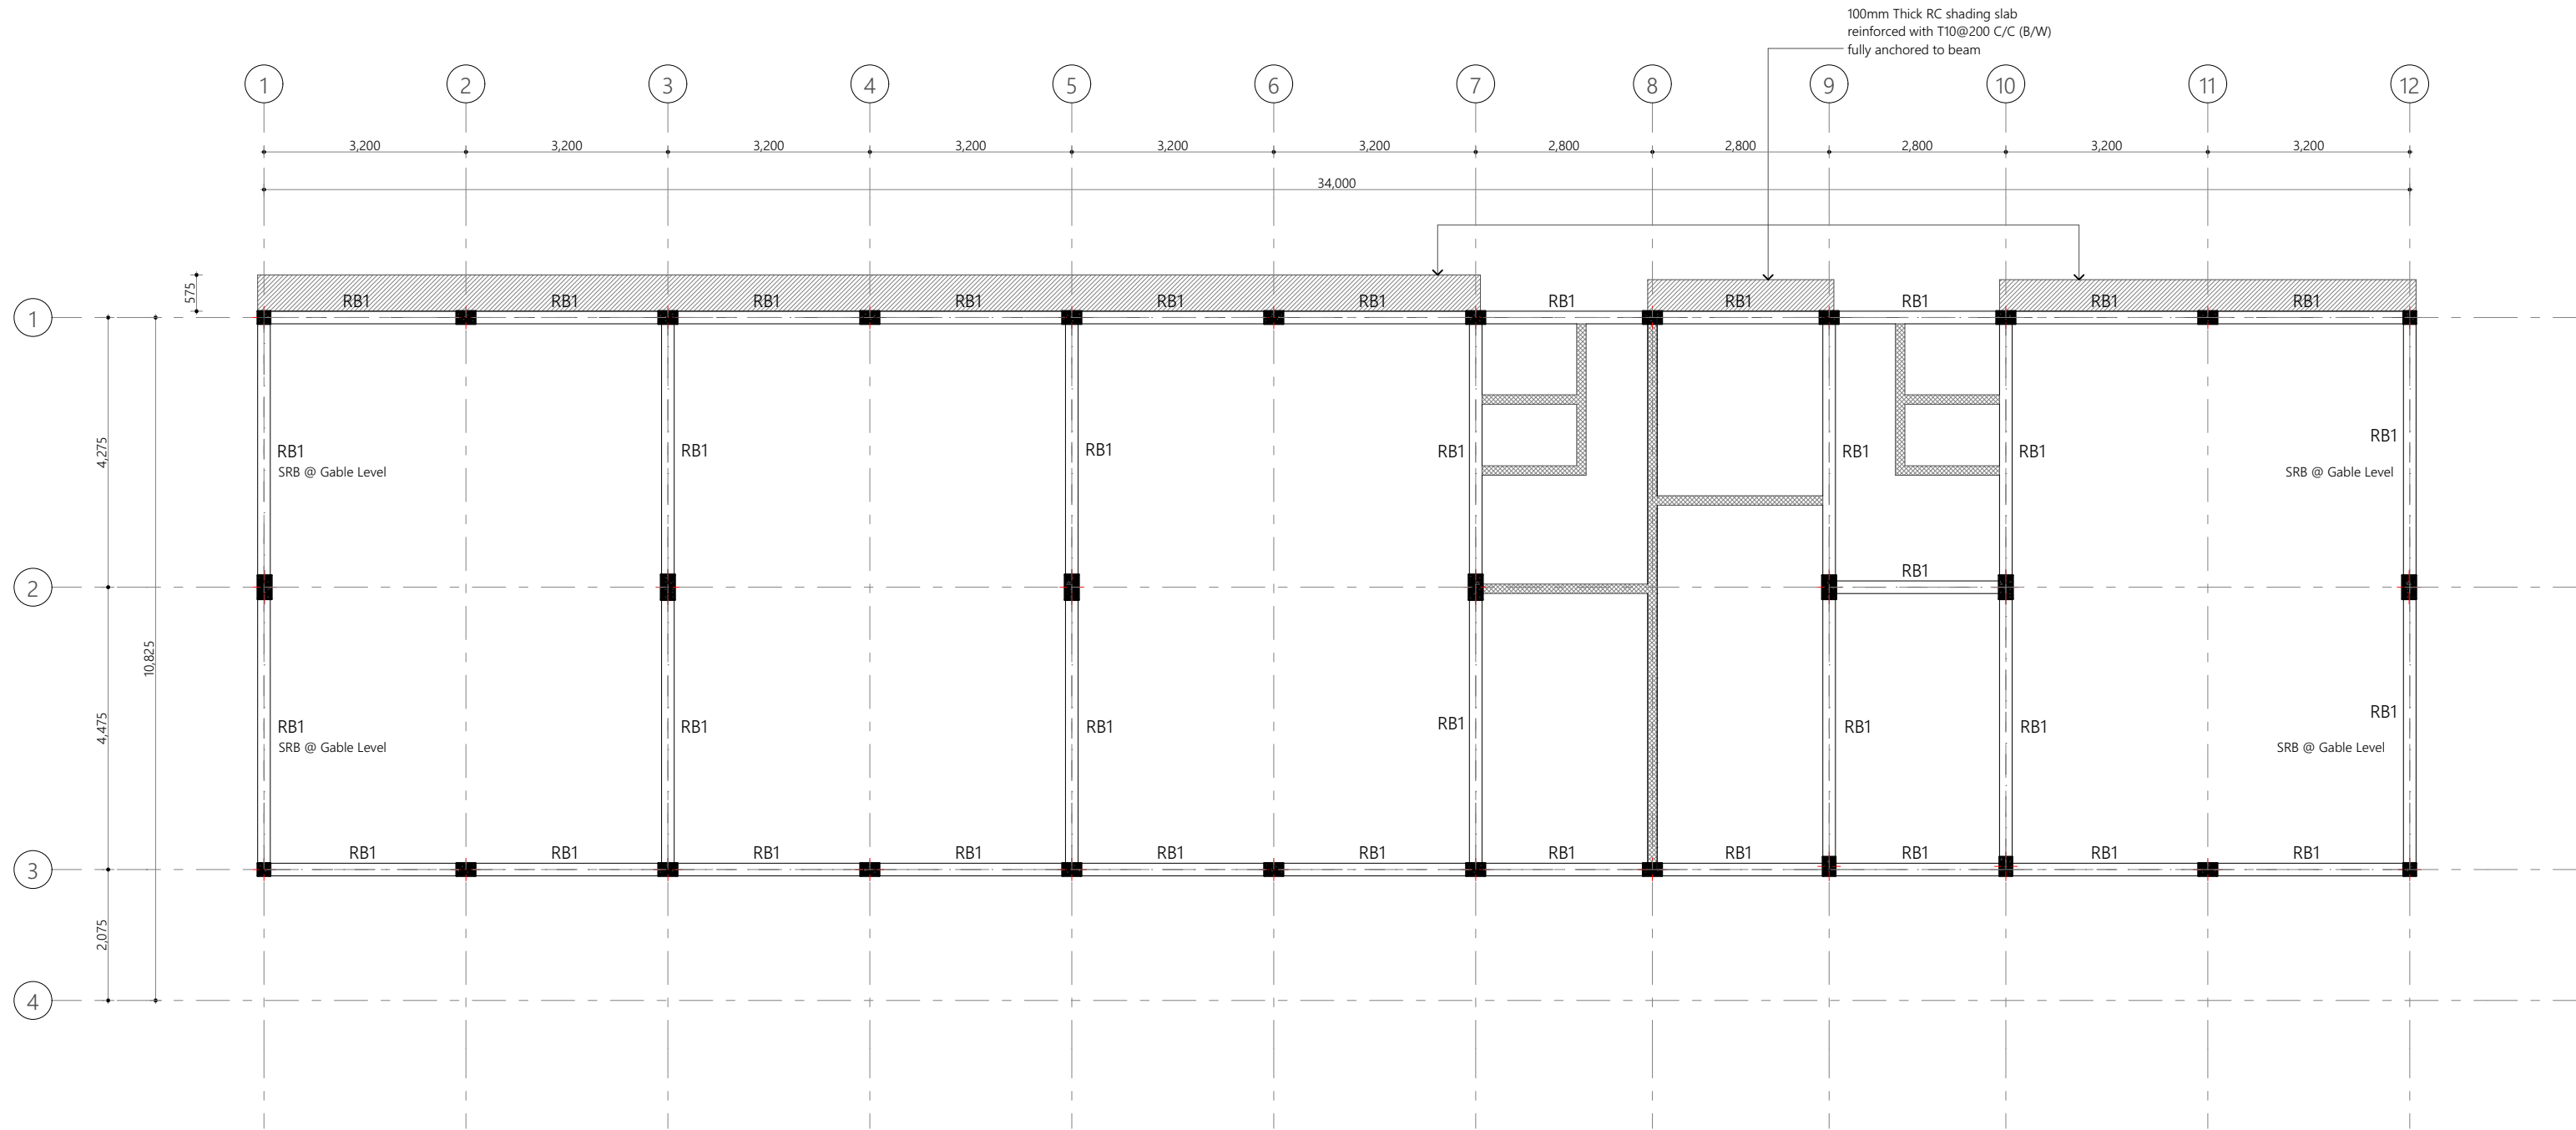 100mm Thick RC shading slab
reinforced with T10@200 C/C (B/W)
fully anchored to beam
1 2 3 4 5 6 7 8 9 10 11 12
3,200 3,200 3,200 3,200 3,200 3,200 2,800 2,800 2,800 3,200 3,200
34,000
575
RB1 RB1 RB1 RB1 RB1 RB1 RB1 RB1 RB1 RB1 RB1
1
4,275
RB1 RB1 RB1 RB1 RB1 RB1 RB1
SRB @ Gable Level SRB @ Gable Level
RB1
2
10,825
4,475
RB1 RB1 RB1 RB1 RB1 RB1 RB1
SRB @ Gable Level SRB @ Gable Level
RB1 RB1 RB1 RB1 RB1 RB1 RB1 RB1 RB1 RB1 RB1
3
2,075
4